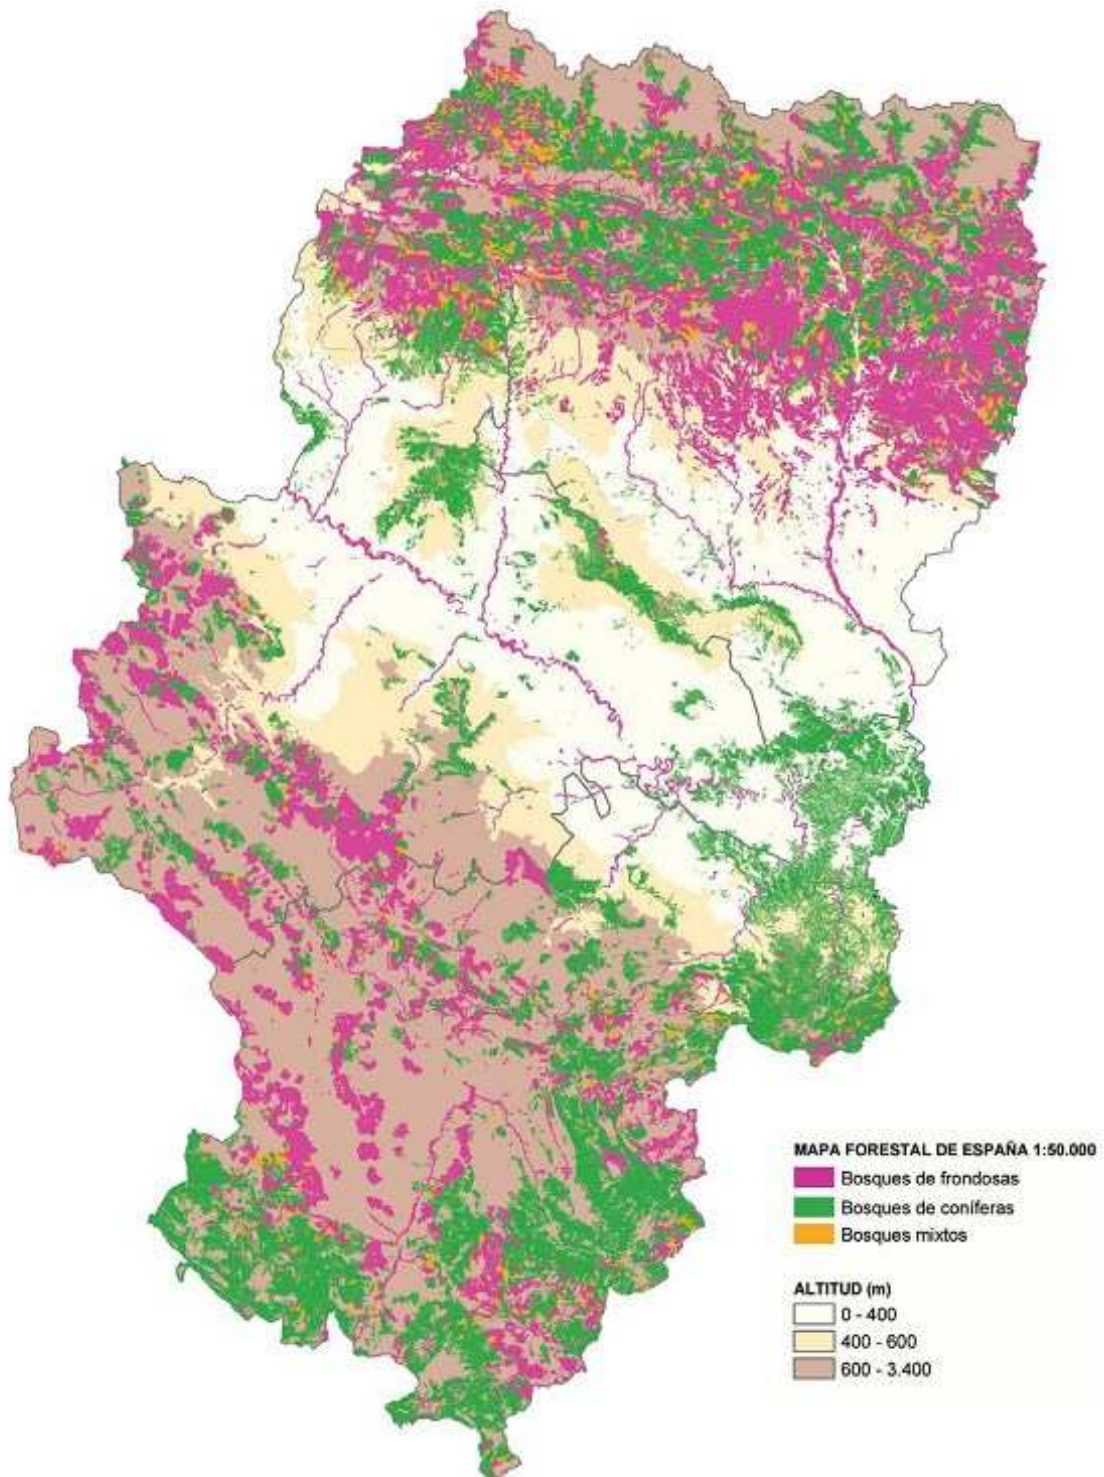 MAPA FORESTAL DE ESPAÑA 1:50.000
Bosques de frondosas
Bosques de coníferas
Bosques mixtos
ALTITUD (m)
0 - 400
400 - 600
600 - 3.400